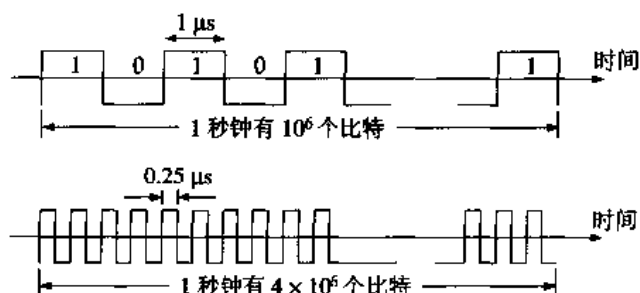 1 μs
1 0 1 0 1 1 时间
1 秒钟有 10⁶ 个比特
0.25 μs
时间
1 秒钟有 4 × 10⁶ 个比特